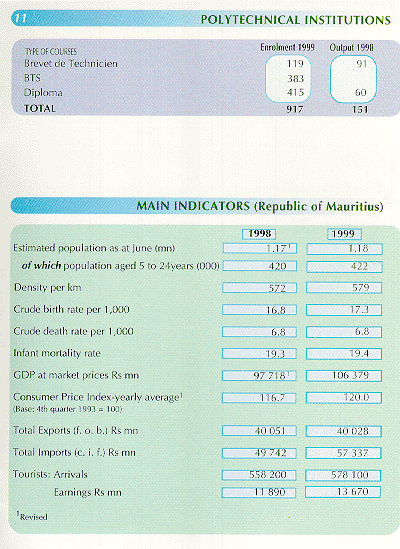 11 POLYTECHNICAL INSTITUTIONS
TYPE OF COURSES Enrolment 1999 Output 1998
Brevet de Technicien 119 91
BTS 383
Diploma 415 60
TOTAL 917 151
MAIN INDICATORS (Republic of Mauritius)
1998 1999
Estimated population as at June (mn) 1.17¹ 1.18
of which population aged 5 to 24years (000) 420 422
Density per km 572 579
Crude birth rate per 1,000 16.8 17.3
Crude death rate per 1,000 6.8 6.8
Infant mortality rate 19.3 19.4
GDP at market prices Rs mn 97 718¹ 106 379
Consumer Price Index-yearly average¹ 116.7 120.0
(Base: 4th quarter 1993 = 100)
Total Exports (f. o. b.) Rs mn 40 051 40 028
Total Imports (c. i. f.) Rs mn 49 742 57 337
Tourists: Arrivals 558 200 578 100
Earnings Rs mn 11 890 13 670
¹Revised